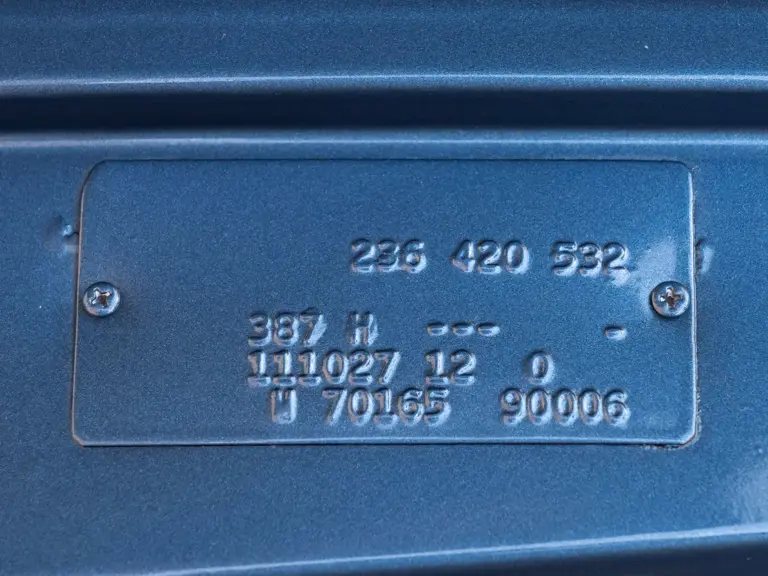 236 420 532
387 H --- -
111027 12 0
W 70165 90006